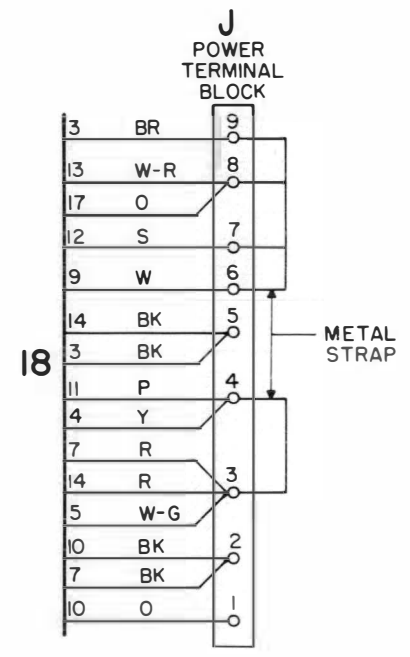 J
POWER
TERMINAL
BLOCK
3 BR 9
13 W-R 8
17 O
12 S 7
9 W 6
14 BK 5
3 BK
METAL
STRAP
18
11 P 4
4 Y
7 R
14 R 3
5 W-G
10 BK 2
7 BK
10 O 1